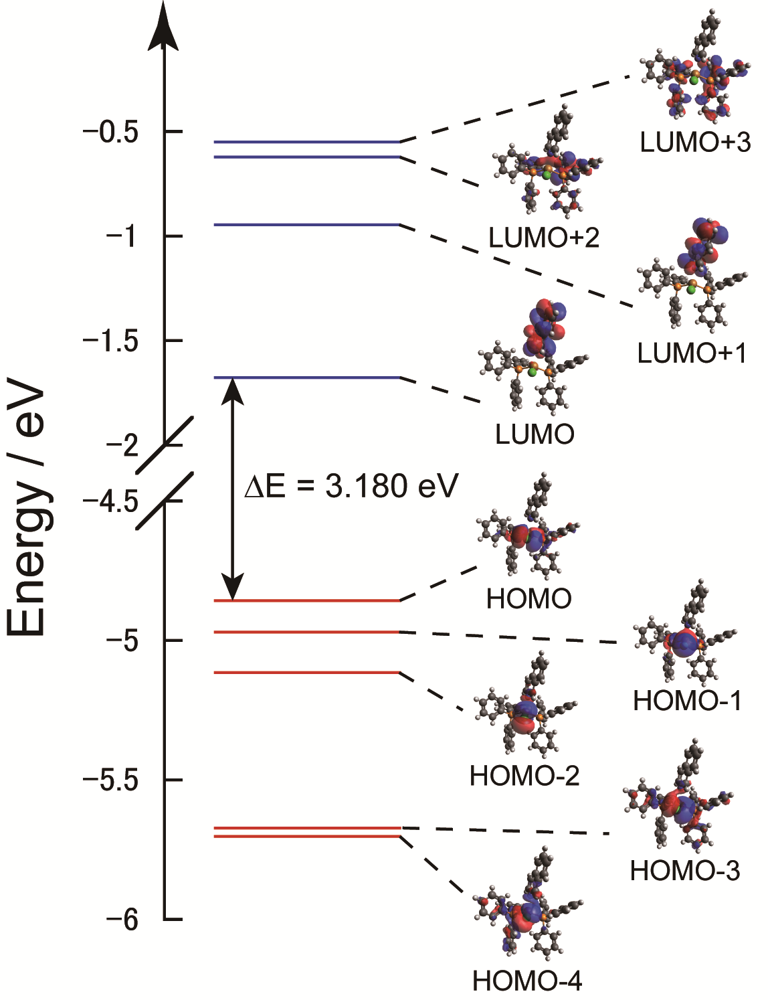 Energy / eV
−0.5
−1
−1.5
−2
−4.5
−5
−5.5
−6
LUMO+3
LUMO+2
LUMO+1
LUMO
ΔE = 3.180 eV
HOMO
HOMO-1
HOMO-2
HOMO-3
HOMO-4